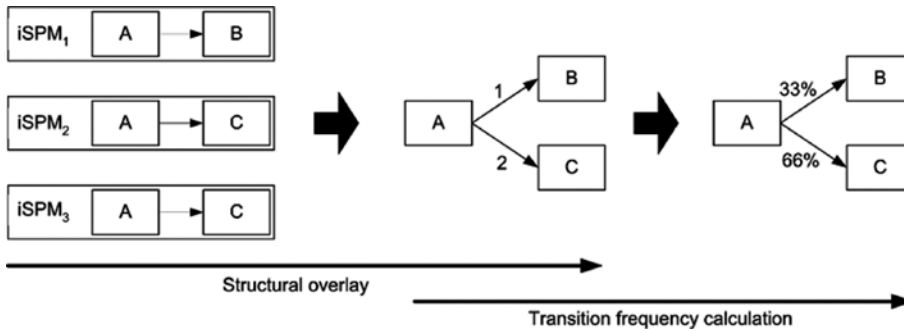 iSPM1 A B
iSPM2 A C
iSPM3 A C
A 1 B
2 C
A 33% B
66% C
Structural overlay
Transition frequency calculation